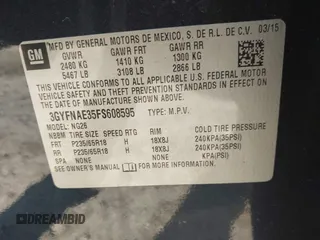 GM
MFD BY GENERAL MOTORS DE MEXICO, S. DE R.L. DE C.V. 03/15
GVWR GAWR FRT GAWR RR
2480 KG 1410 KG 1300 KG
5467 LB 3108 LB 2866 LB
THIS VEHICLE CONFORMS TO ALL APPLICABLE U.S. FEDERAL MOTOR
VEHICLE SAFETY, BUMPER, AND THEFT PREVENTION STANDARDS IN
EFFECT ON THE DATE OF MANUFACTURE SHOWN ABOVE.
3GYFNAE35FS608595 TYPE: M.P.V.
MODEL: NG26
TIRE SIZE SPEED RTG RIM COLD TIRE PRESSURE
FRT P235/65R18 H 18X8J 240KPA(35PSI)
RR P235/65R18 H 18X8J 240KPA(35PSI)
KPA(PSI)
SEE OWNER'S MANUAL FOR ADDITIONAL INFORMATION.
DREAMBID